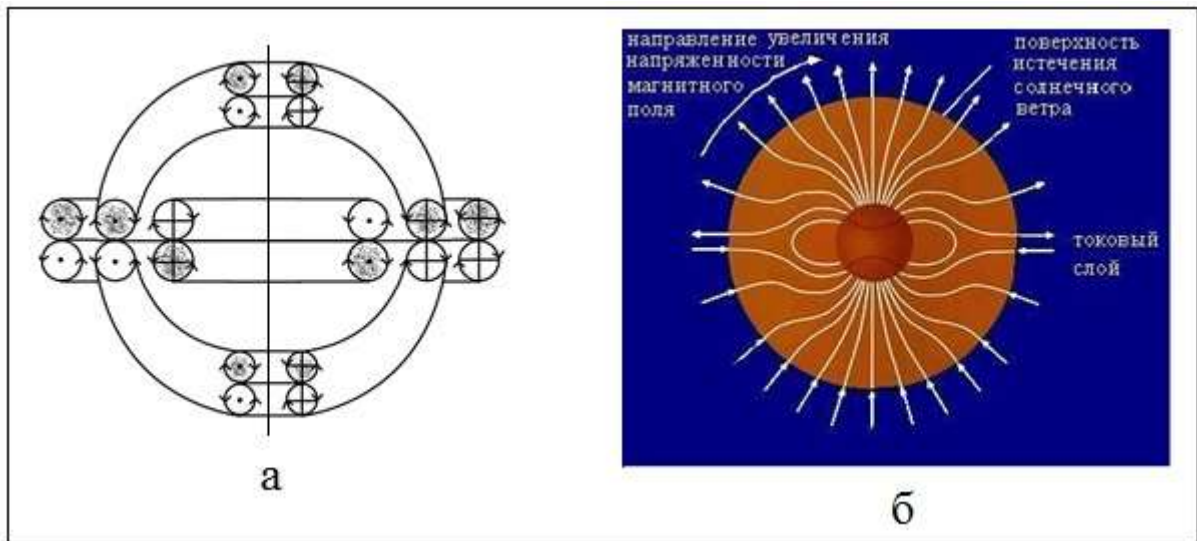 направление увеличения
напряженности
магнитного
поля
поверхность
истечения
солнечного
ветра
токовый
слой
а
б